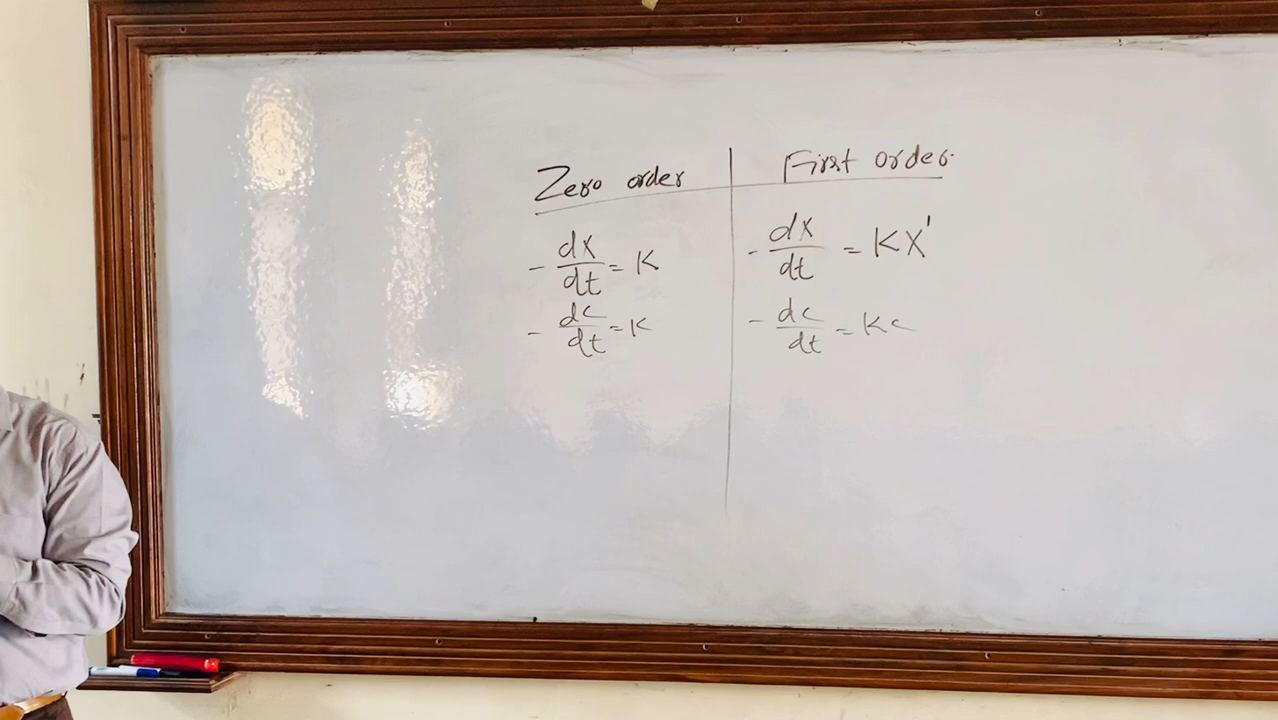 Zero order
-dx/dt = K
-dc/dt = K
First order
-dx/dt = KX'
-dc/dt = Kc